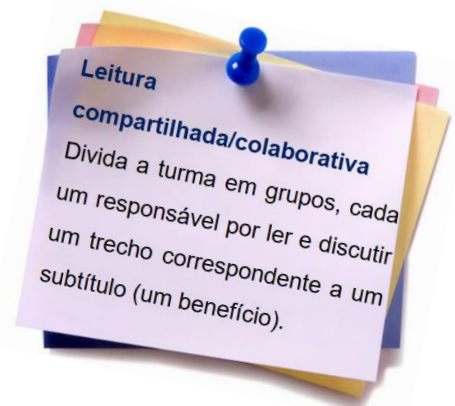 Leitura
compartilhada/colaborativa
Divida a turma em grupos, cada
um responsável por ler e discutir
um trecho correspondente a um
subtítulo (um benefício).